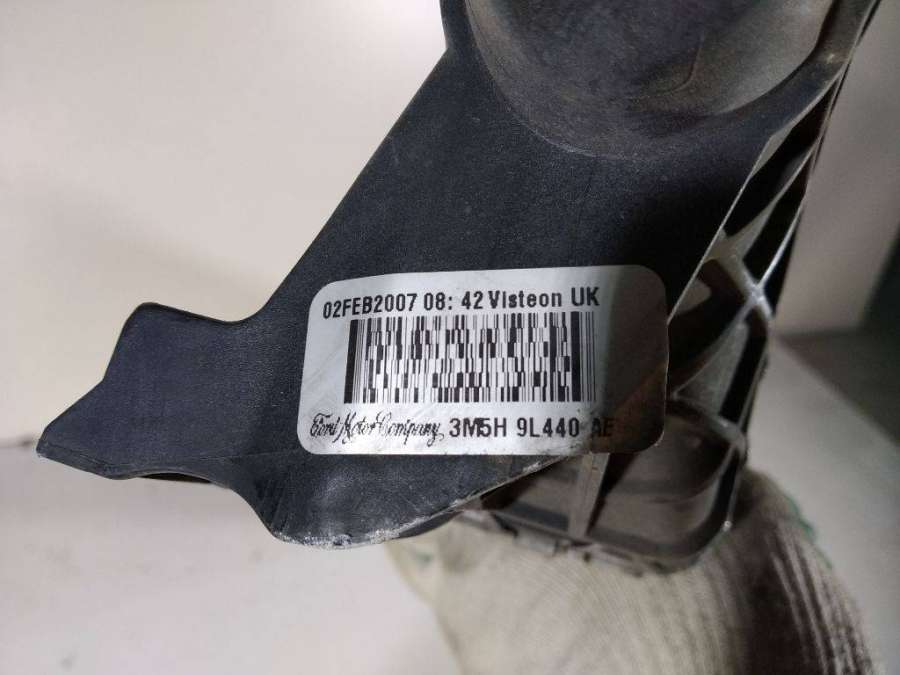 02FEB2007 08: 42 Visteon UK
Ford Motor Company, 3M5H 9L440 AE